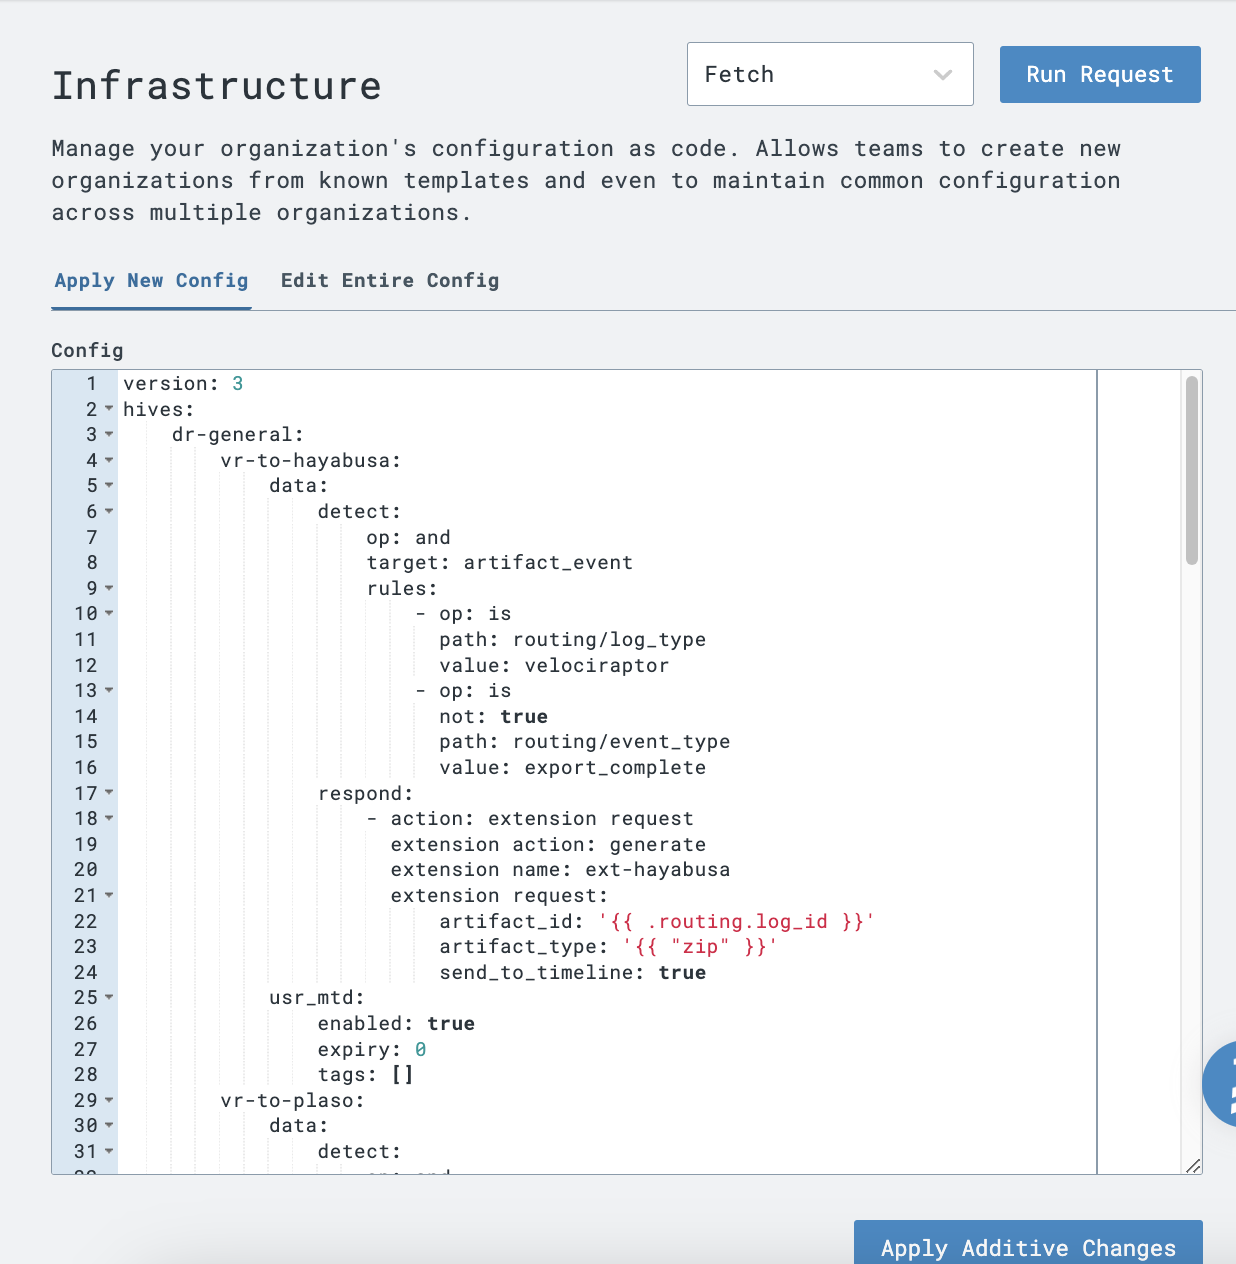 Infrastructure
Fetch
Run Request
Manage your organization's configuration as code. Allows teams to create new
organizations from known templates and even to maintain common configuration
across multiple organizations.
Apply New Config
Edit Entire Config
Config
1 version: 3
2 hives:
3 dr-general:
4 vr-to-hayabusa:
5 data:
6 detect:
7 op: and
8 target: artifact_event
9 rules:
10 - op: is
11 path: routing/log_type
12 value: velociraptor
13 - op: is
14 not: true
15 path: routing/event_type
16 value: export_complete
17 respond:
18 - action: extension request
19 extension action: generate
20 extension name: ext-hayabusa
21 extension request:
22 artifact_id: '{{ .routing.log_id }}'
23 artifact_type: '{{ "zip" }}'
24 send_to_timeline: true
25 usr_mtd:
26 enabled: true
27 expiry: 0
28 tags: []
29 vr-to-plaso:
30 data:
31 detect:
Apply Additive Changes